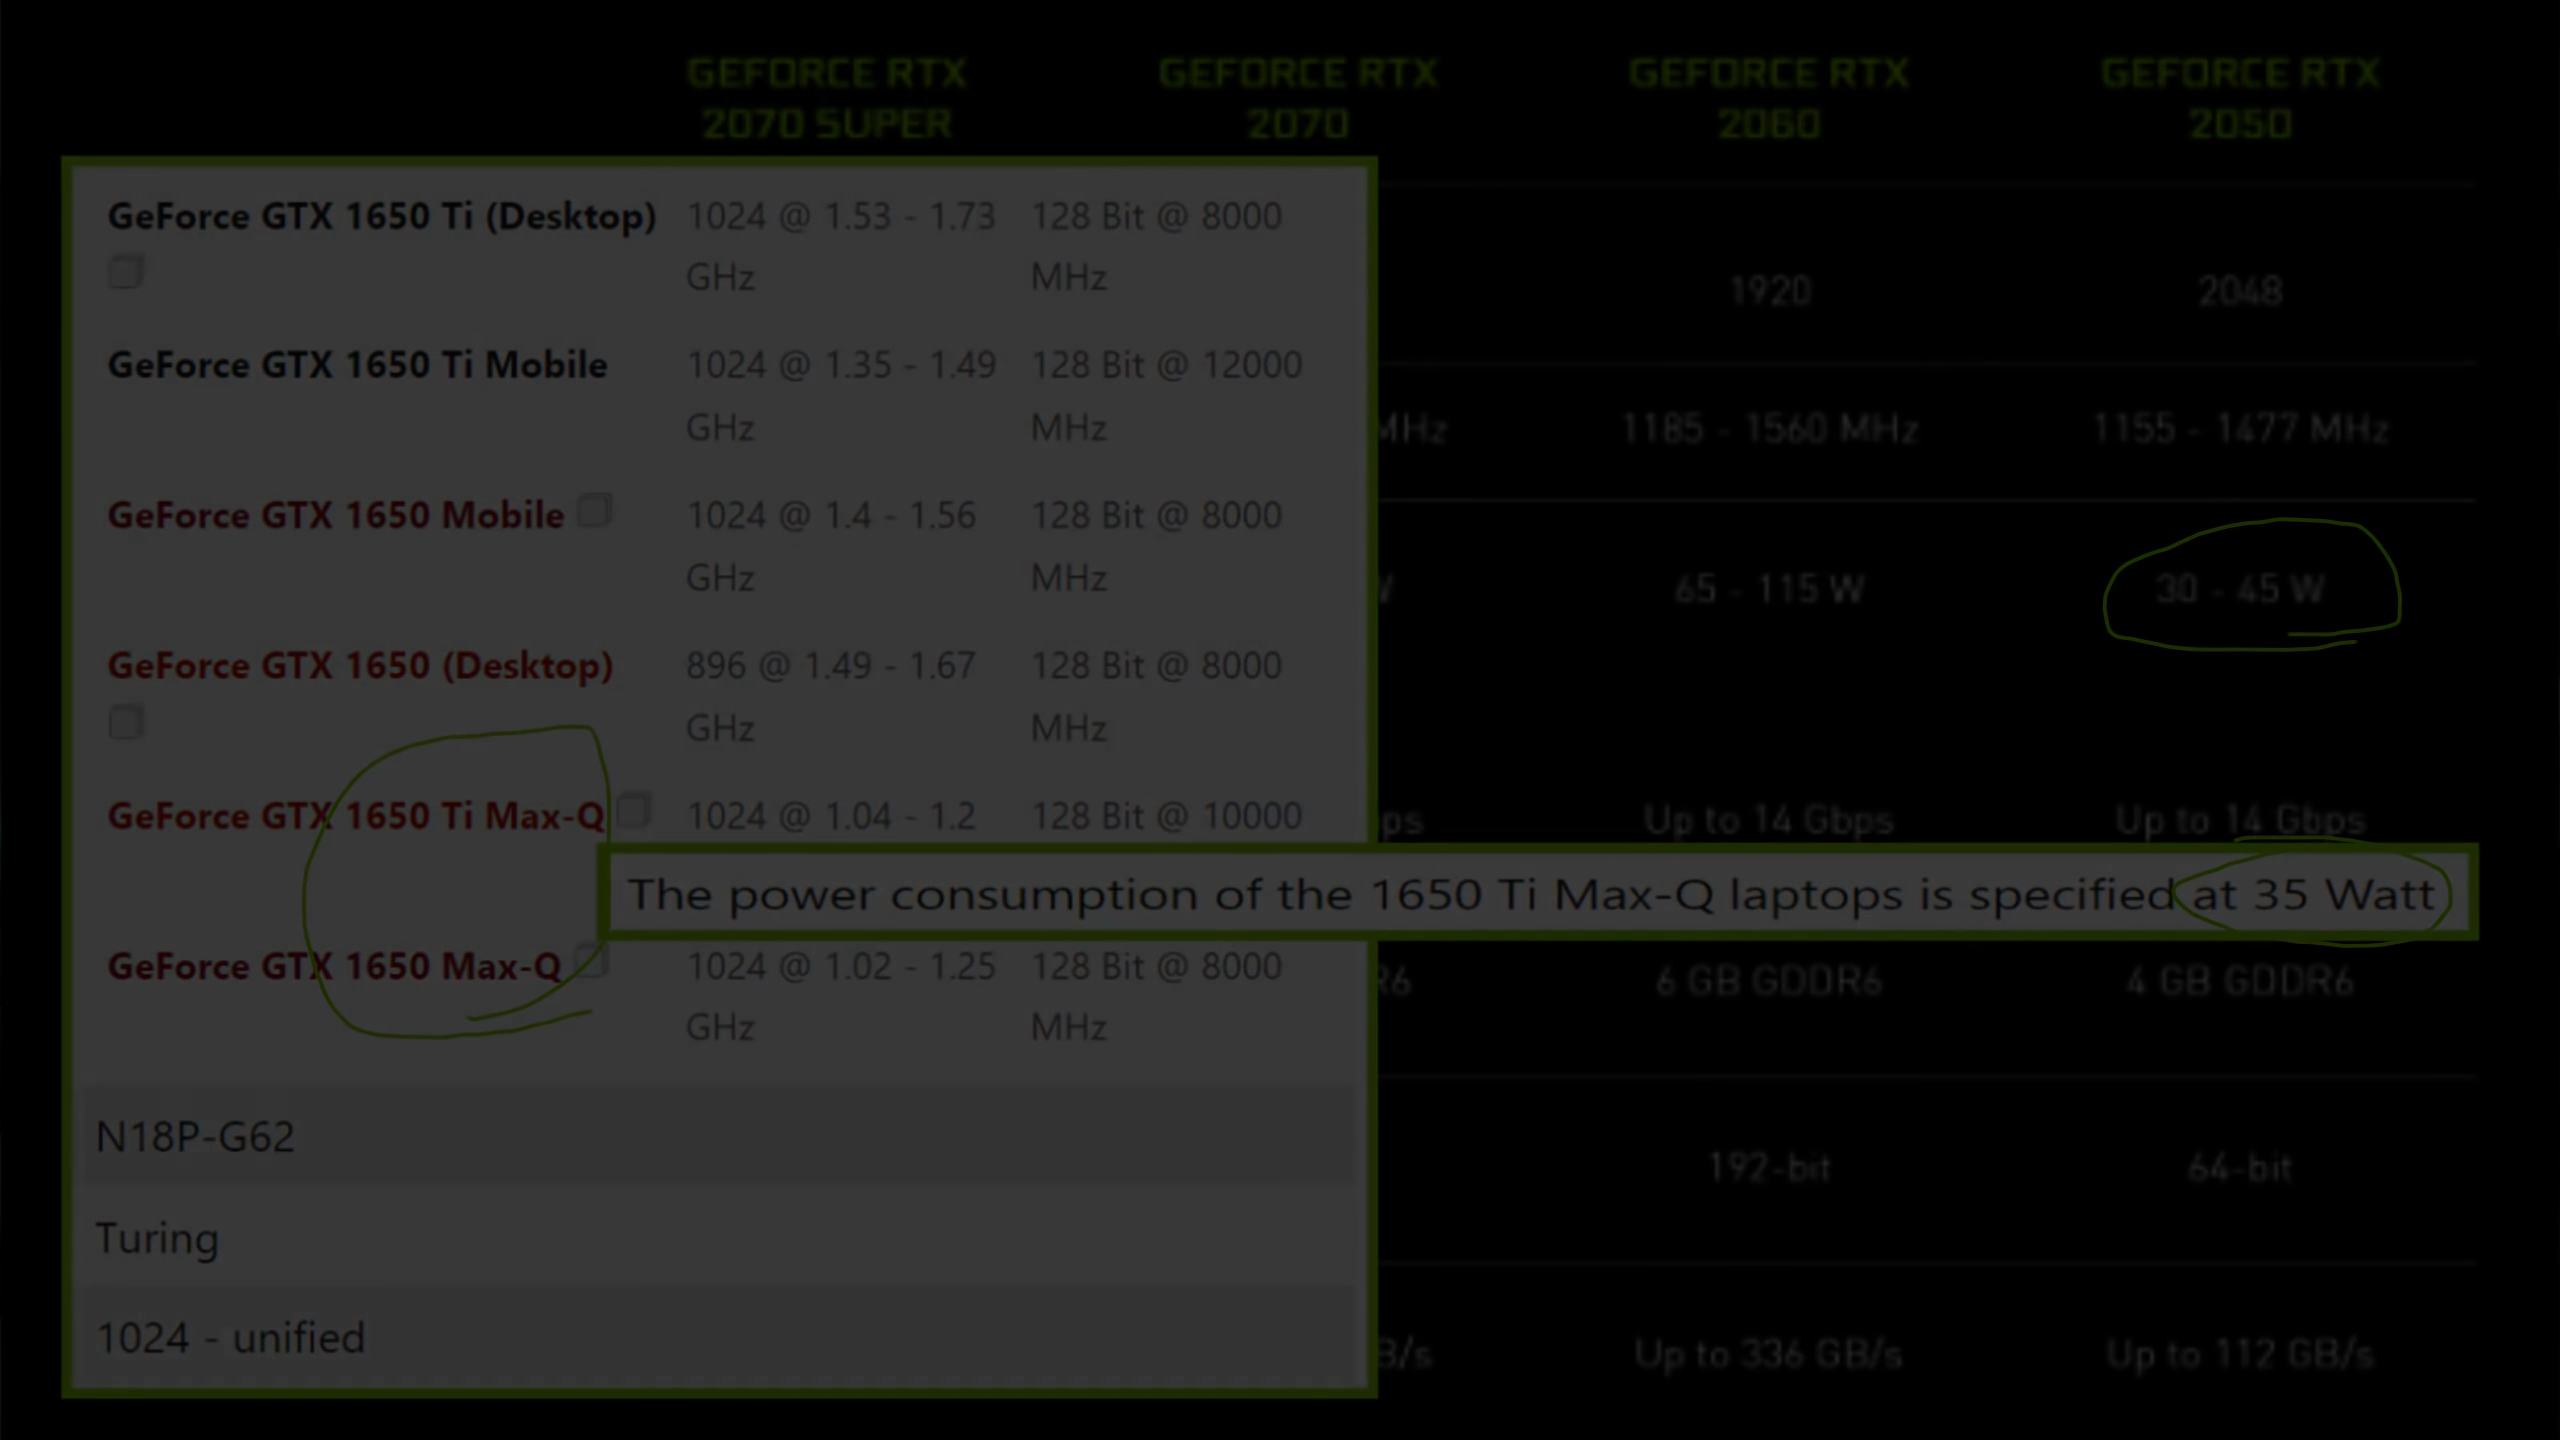 GEFORCE RTX 2070 SUPER
GEFORCE RTX 2070
GEFORCE RTX 2060
GEFORCE RTX 2050
GeForce GTX 1650 Ti (Desktop)
1024 @ 1.53 - 1.73 GHz
128 Bit @ 8000 MHz
1920
2048
GeForce GTX 1650 Ti Mobile
1024 @ 1.35 - 1.49 GHz
128 Bit @ 12000 MHz
MHz
1185 - 1560 MHz
1155 - 1477 MHz
GeForce GTX 1650 Mobile
1024 @ 1.4 - 1.56 GHz
128 Bit @ 8000 MHz
65 - 115 W
30 - 45 W
GeForce GTX 1650 (Desktop)
896 @ 1.49 - 1.67 GHz
128 Bit @ 8000 MHz
GeForce GTX 1650 Ti Max-Q
1024 @ 1.04 - 1.2
128 Bit @ 10000
Up to 14 Gbps
Up to 14 Gbps
The power consumption of the 1650 Ti Max-Q laptops is specified at 35 Watt
GeForce GTX 1650 Max-Q
1024 @ 1.02 - 1.25 GHz
128 Bit @ 8000 MHz
6 GB GDDR6
4 GB GDDR6
N18P-G62
192-bit
64-bit
Turing
1024 - unified
Up to 336 GB/s
Up to 112 GB/s